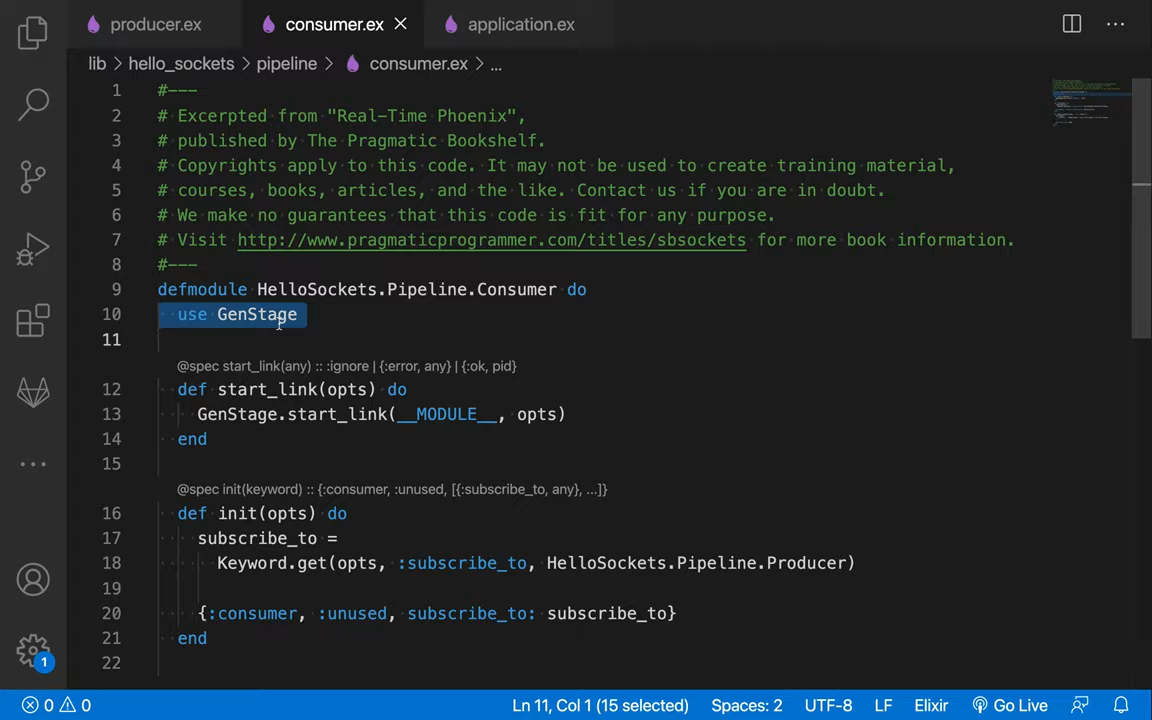 producer.ex consumer.ex application.ex
lib > hello_sockets > pipeline > consumer.ex > ...
1 #---
2 # Excerpted from "Real-Time Phoenix",
3 # published by The Pragmatic Bookshelf.
4 # Copyrights apply to this code. It may not be used to create training material,
5 # courses, books, articles, and the like. Contact us if you are in doubt.
6 # We make no guarantees that this code is fit for any purpose.
7 # Visit http://www.pragmaticprogrammer.com/titles/sbsockets for more book information.
8 #---
9 defmodule HelloSockets.Pipeline.Consumer do
10 use GenStage
11
@spec start_link(any) :: :ignore | {:error, any} | {:ok, pid}
12 def start_link(opts) do
13 GenStage.start_link(__MODULE__, opts)
14 end
15
@spec init(keyword) :: {:consumer, :unused, [{:subscribe_to, any}, ...]}
16 def init(opts) do
17 subscribe_to =
18 Keyword.get(opts, :subscribe_to, HelloSockets.Pipeline.Producer)
19
20 {:consumer, :unused, subscribe_to: subscribe_to}
21 end
22
1
0 0 Ln 11, Col 1 (15 selected) Spaces: 2 UTF-8 LF Elixir Go Live